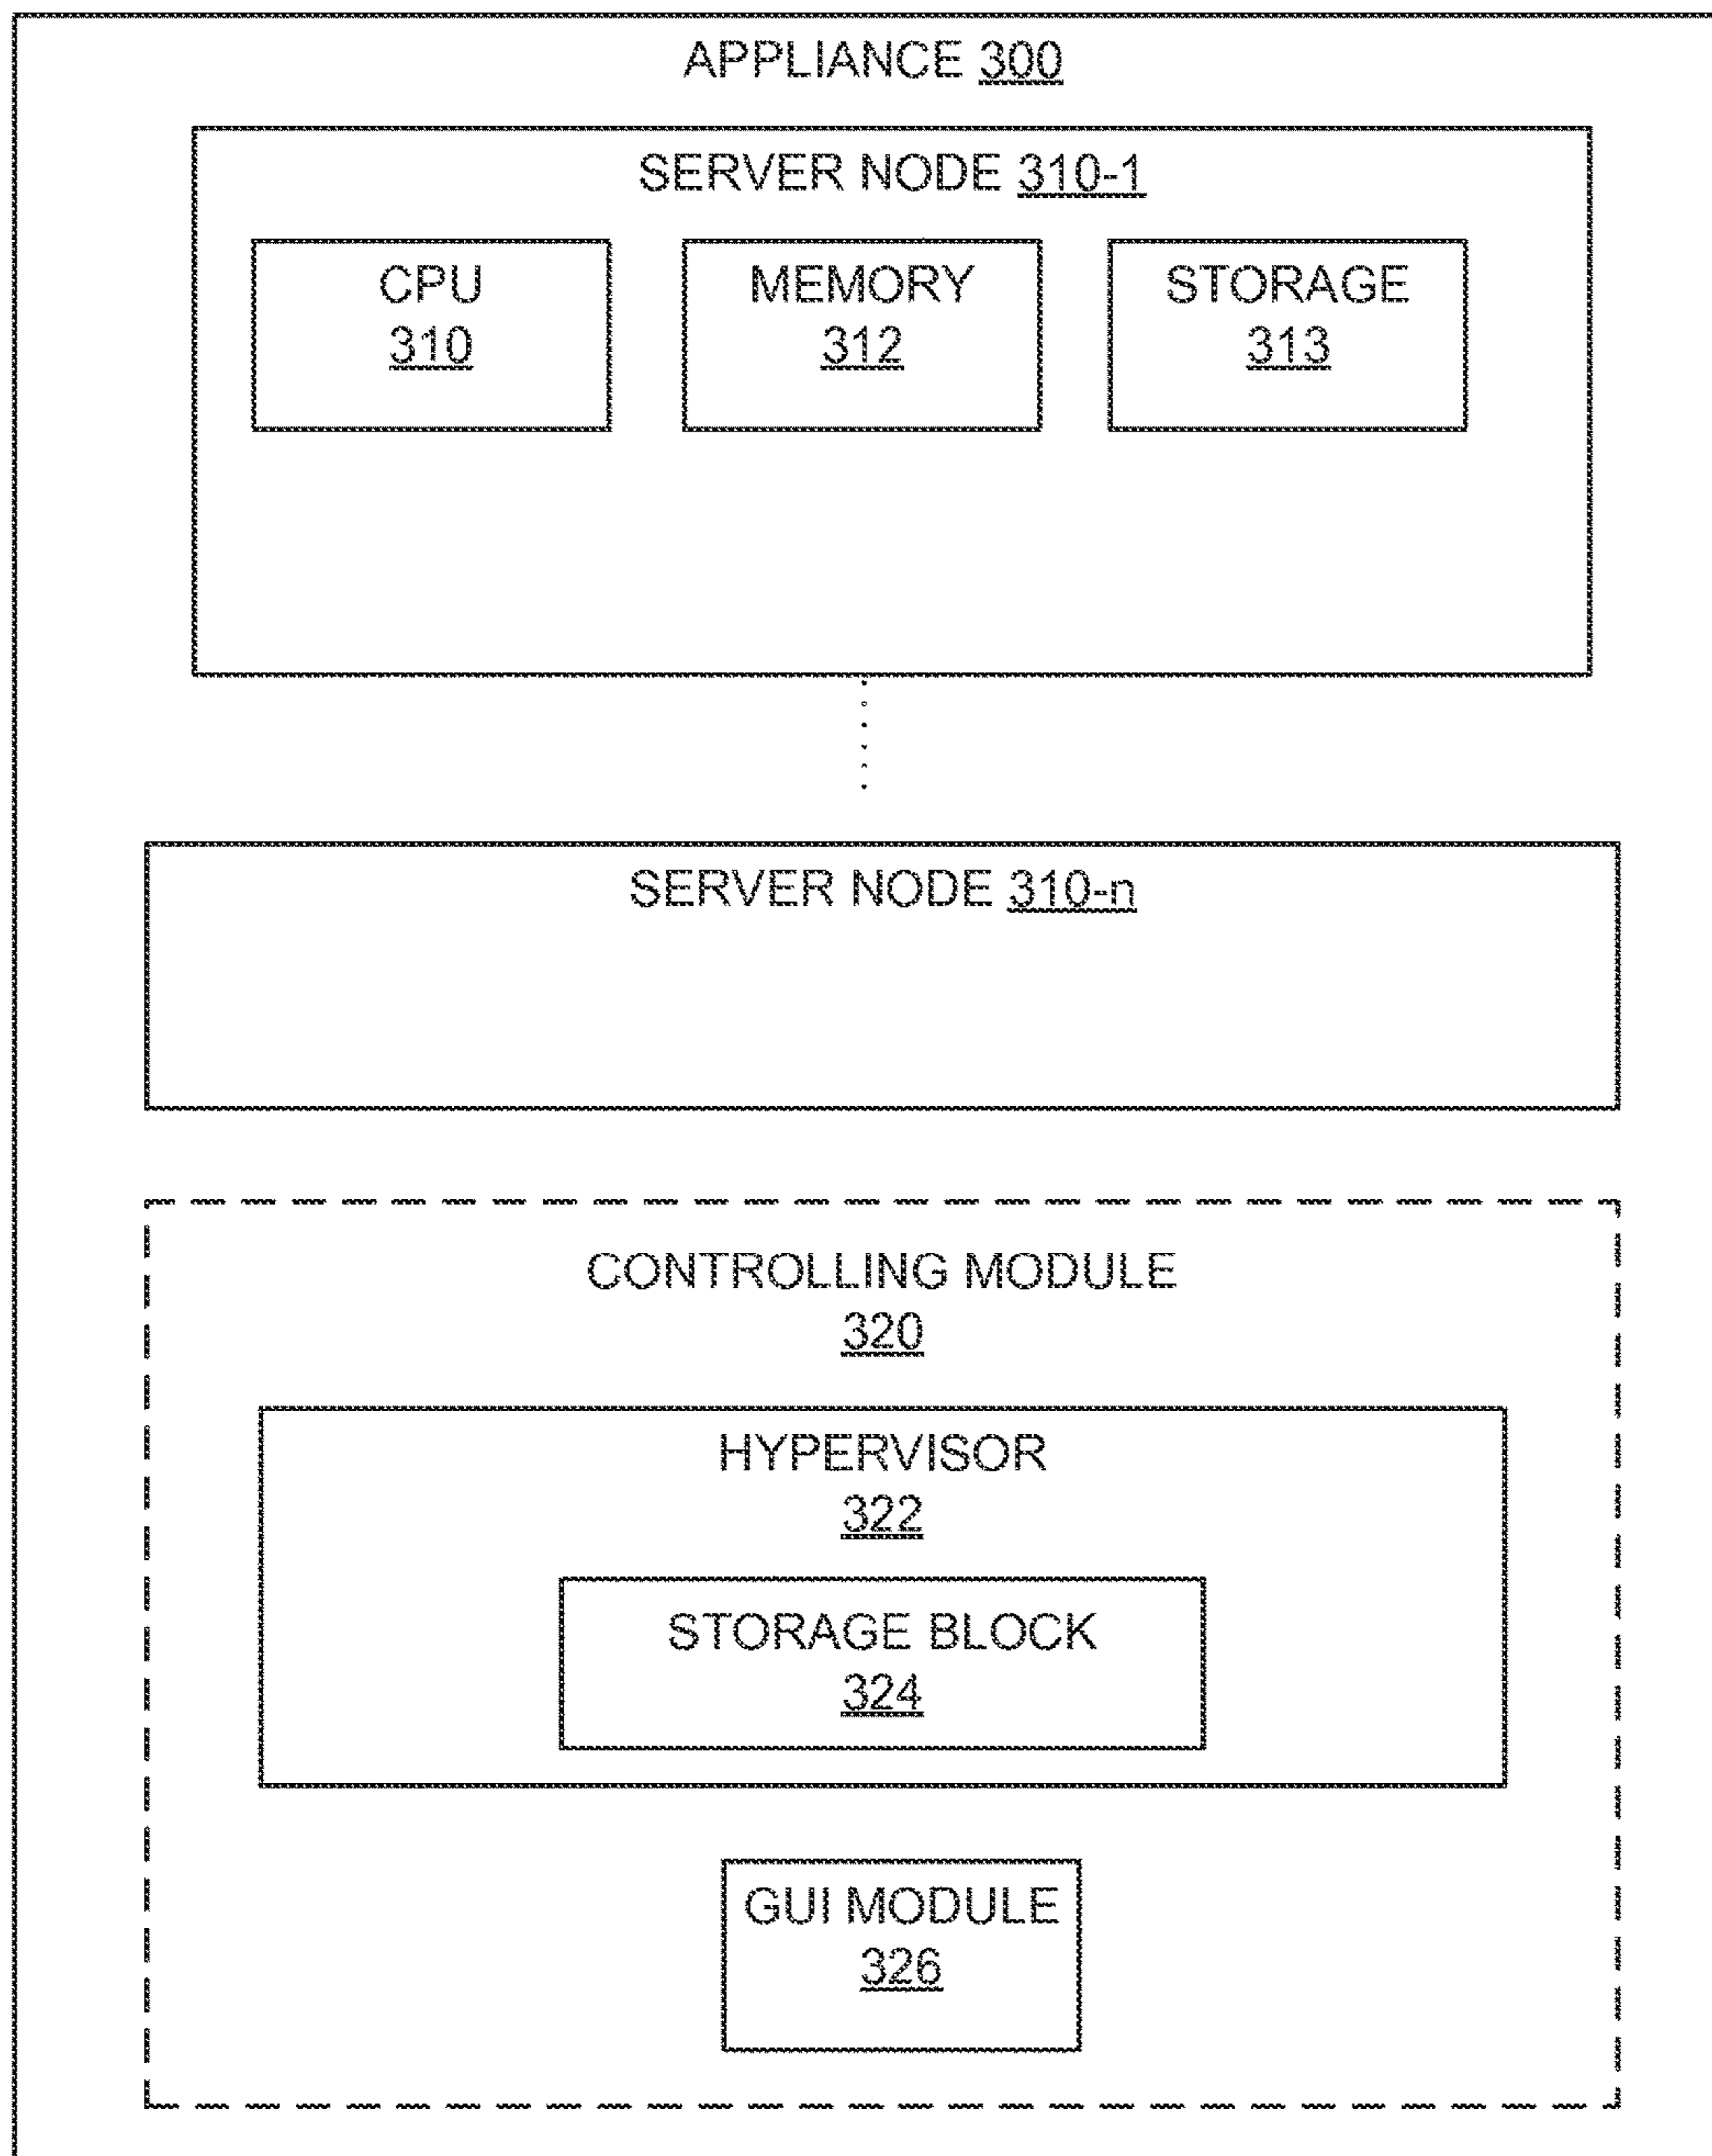 APPLIANCE 300
SERVER NODE 310-1
CPU
310
MEMORY
312
STORAGE
313
SERVER NODE 310-n
CONTROLLING MODULE
320
HYPERVISOR
322
STORAGE BLOCK
324
GUI MODULE
326